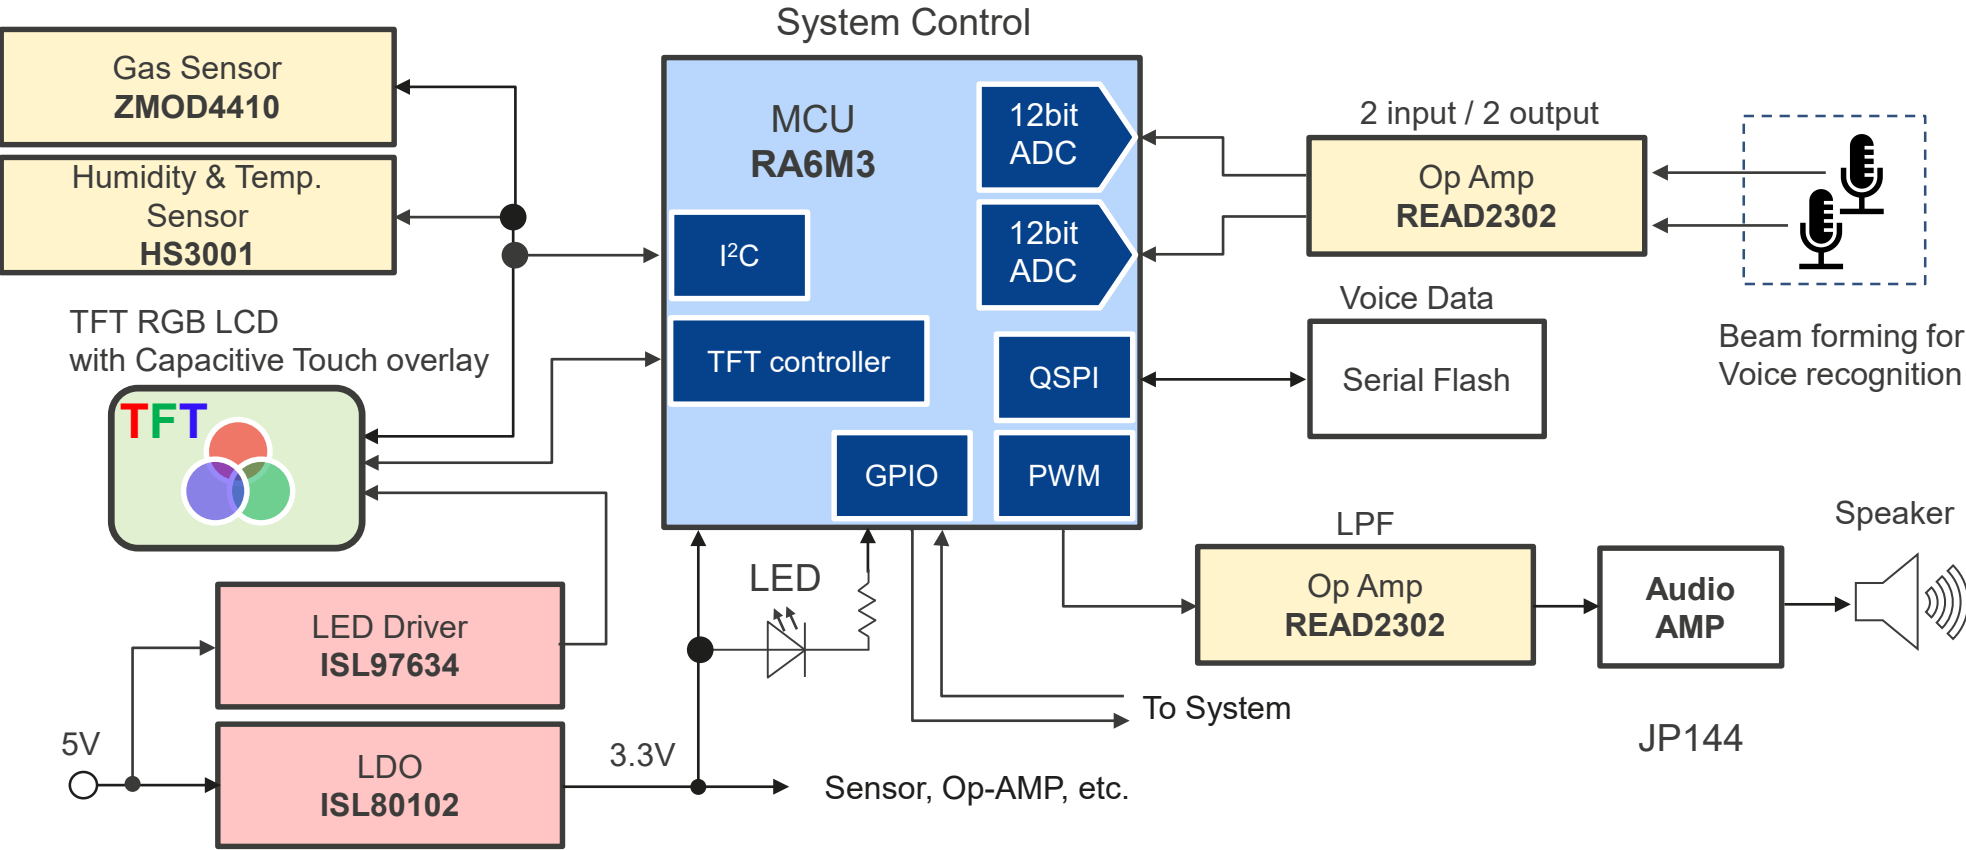 System Control
Gas Sensor
ZMOD4410
Humidity & Temp.
Sensor
HS3001
TFT RGB LCD
with Capacitive Touch overlay
TFT
MCU
RA6M3
12bit
ADC
12bit
ADC
I²C
TFT controller
QSPI
GPIO
PWM
2 input / 2 output
Op Amp
READ2302
Beam forming for
Voice recognition
Voice Data
Serial Flash
LPF
Op Amp
READ2302
Audio
AMP
Speaker
LED
LED Driver
ISL97634
5V
LDO
ISL80102
3.3V
To System
Sensor, Op-AMP, etc.
JP144